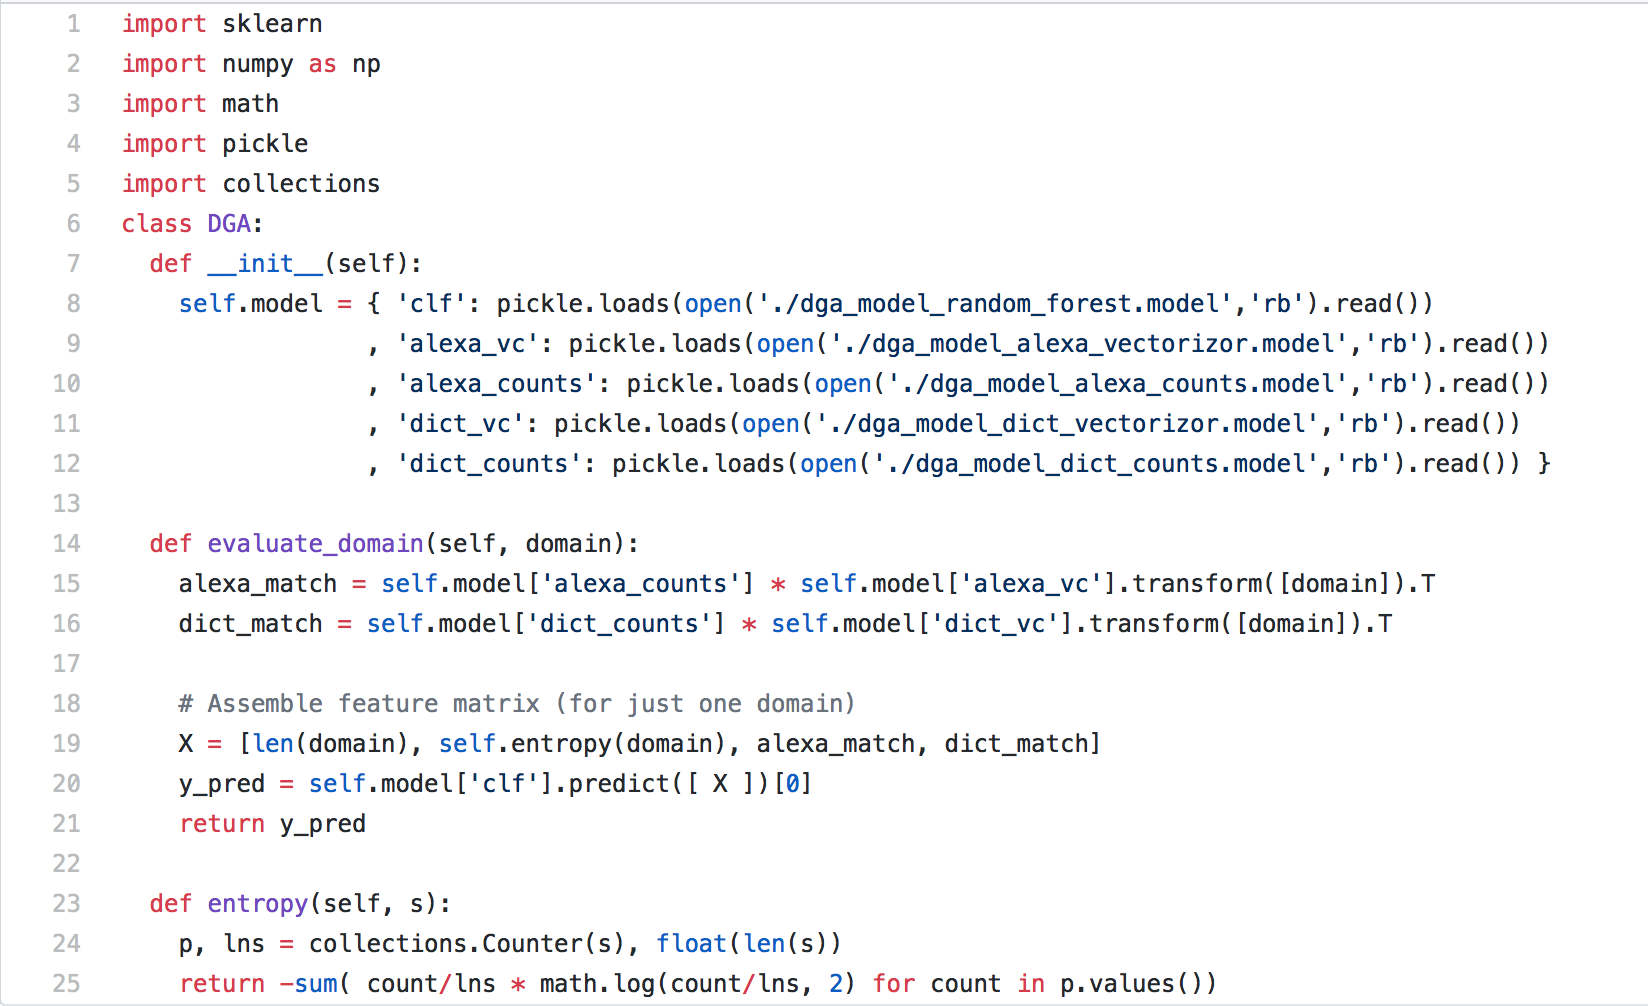 1 import sklearn
2 import numpy as np
3 import math
4 import pickle
5 import collections
6 class DGA:
7   def __init__(self):
8     self.model = { 'clf': pickle.loads(open('./dga_model_random_forest.model','rb').read())
9                  , 'alexa_vc': pickle.loads(open('./dga_model_alexa_vectorizor.model','rb').read())
10                  , 'alexa_counts': pickle.loads(open('./dga_model_alexa_counts.model','rb').read())
11                  , 'dict_vc': pickle.loads(open('./dga_model_dict_vectorizor.model','rb').read())
12                  , 'dict_counts': pickle.loads(open('./dga_model_dict_counts.model','rb').read()) }
13
14   def evaluate_domain(self, domain):
15     alexa_match = self.model['alexa_counts'] * self.model['alexa_vc'].transform([domain]).T
16     dict_match = self.model['dict_counts'] * self.model['dict_vc'].transform([domain]).T
17
18     # Assemble feature matrix (for just one domain)
19     X = [len(domain), self.entropy(domain), alexa_match, dict_match]
20     y_pred = self.model['clf'].predict([ X ])[0]
21     return y_pred
22
23   def entropy(self, s):
24     p, lns = collections.Counter(s), float(len(s))
25     return -sum( count/lns * math.log(count/lns, 2) for count in p.values())